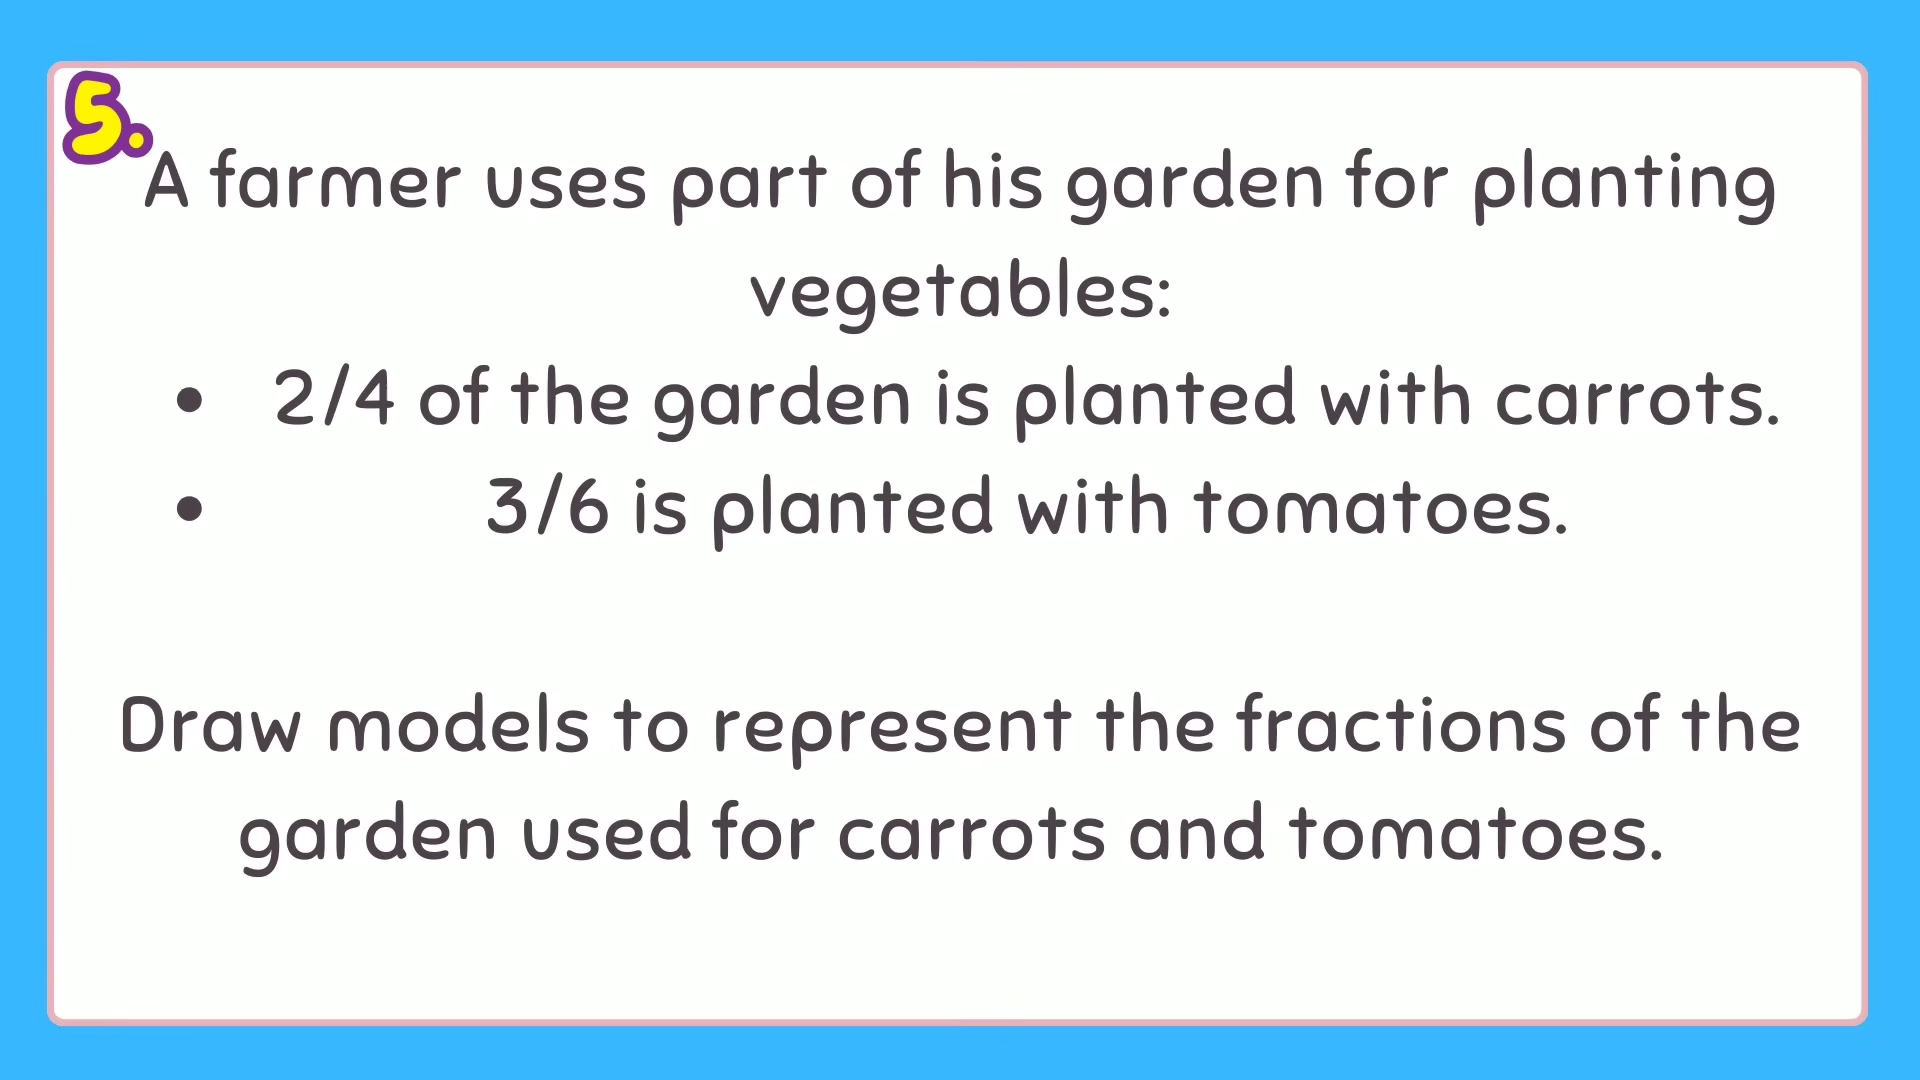 5.
A farmer uses part of his garden for planting
vegetables:
• 2/4 of the garden is planted with carrots.
• 3/6 is planted with tomatoes.
Draw models to represent the fractions of the
garden used for carrots and tomatoes.